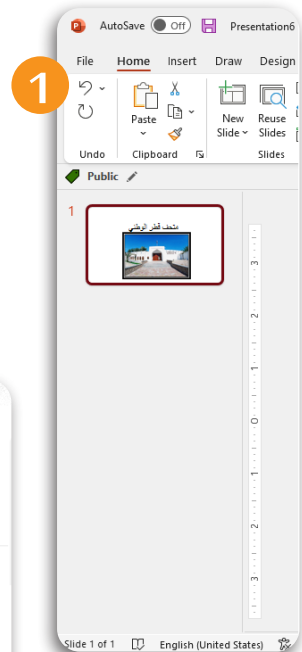 1
AutoSave Off Presentation6
File Home Insert Draw Design
Paste New Slide Reuse Slides
Undo Clipboard Slides
Public
1
متحف قطر الوطني
3
2
1
0
1
2
3
Slide 1 of 1 English (United States)